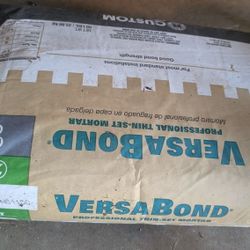 CUSTOM
Good bond strength
For most standard installations
Mortero profesional de fraguado en capa delgada
PROFESSIONAL THIN-SET MORTAR
VERSABOND
VERSABOND
PROFESSIONAL THIN-SET MORTAR